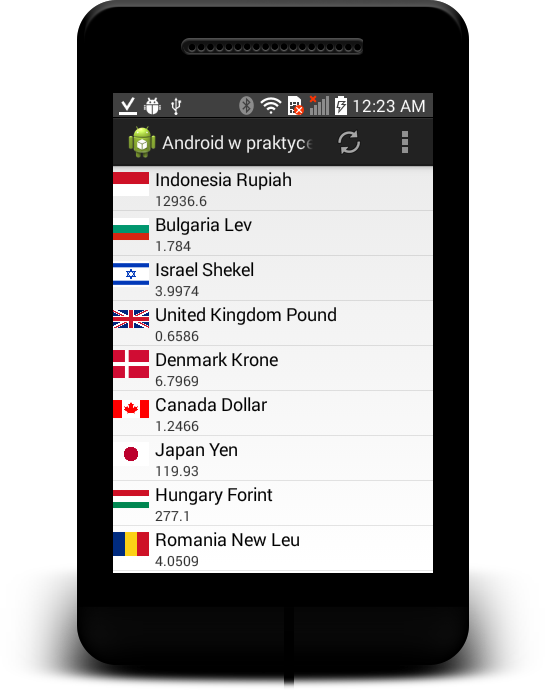 12:23 AM
Android w praktyce
Indonesia Rupiah
12936.6
Bulgaria Lev
1.784
Israel Shekel
3.9974
United Kingdom Pound
0.6586
Denmark Krone
6.7969
Canada Dollar
1.2466
Japan Yen
119.93
Hungary Forint
277.1
Romania New Leu
4.0509